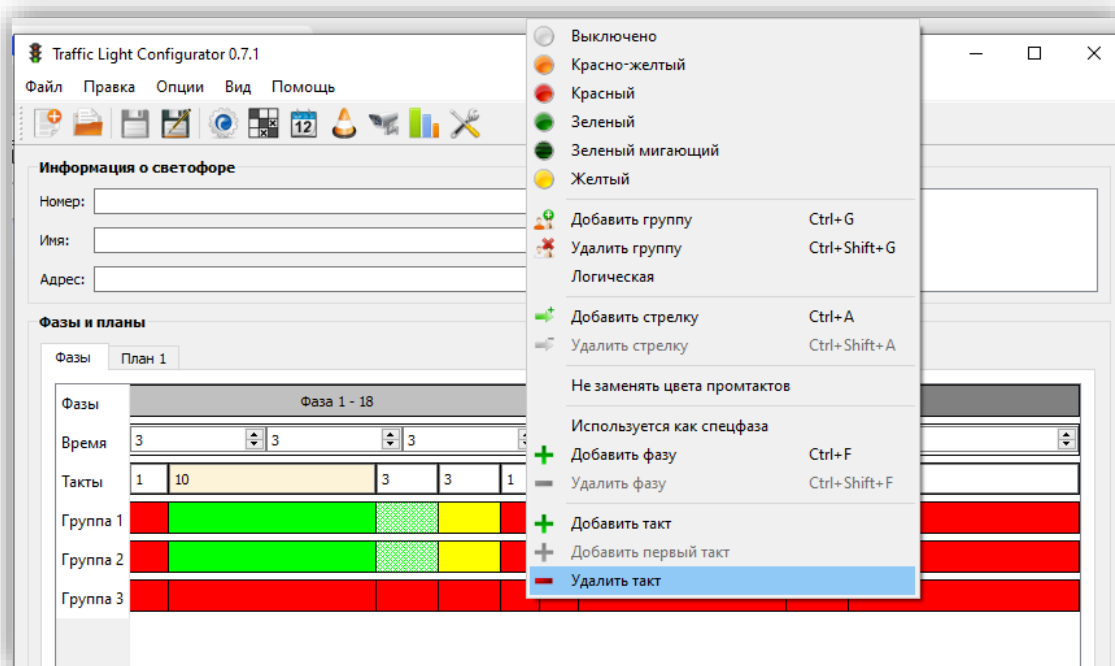 Traffic Light Configurator 0.7.1
Файл Правка Опции Вид Помощь
12
Информация о светофоре
Номер:
Имя:
Адрес:
Фазы и планы
Фазы План 1
Фазы Фаза 1 - 18
Время 3 3 3
Такты 1 10 3 3 1
Группа 1
Группа 2
Группа 3
Выключено
Красно-желтый
Красный
Зеленый
Зеленый мигающий
Желтый
Добавить группу Ctrl+G
Удалить группу Ctrl+Shift+G
Логическая
Добавить стрелку Ctrl+A
Удалить стрелку Ctrl+Shift+A
Не заменять цвета промтактов
Используется как спецфаза
Добавить фазу Ctrl+F
Удалить фазу Ctrl+Shift+F
Добавить такт
Добавить первый такт
Удалить такт